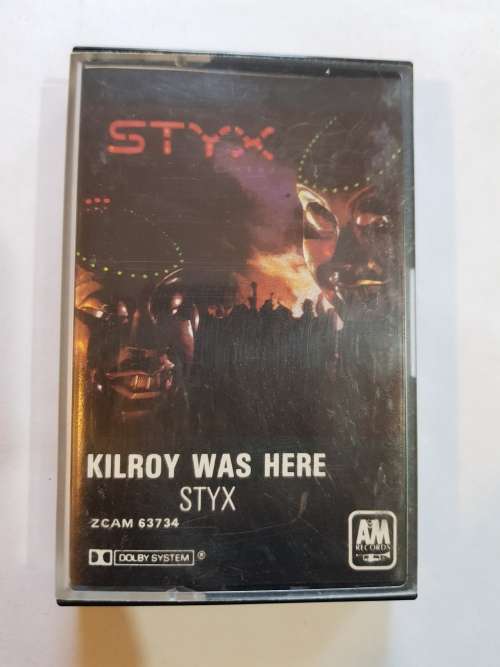 STYX
KILROY WAS HERE
STYX
ZCAM 63734
DOLBY SYSTEM ®
A&M
RECORDS